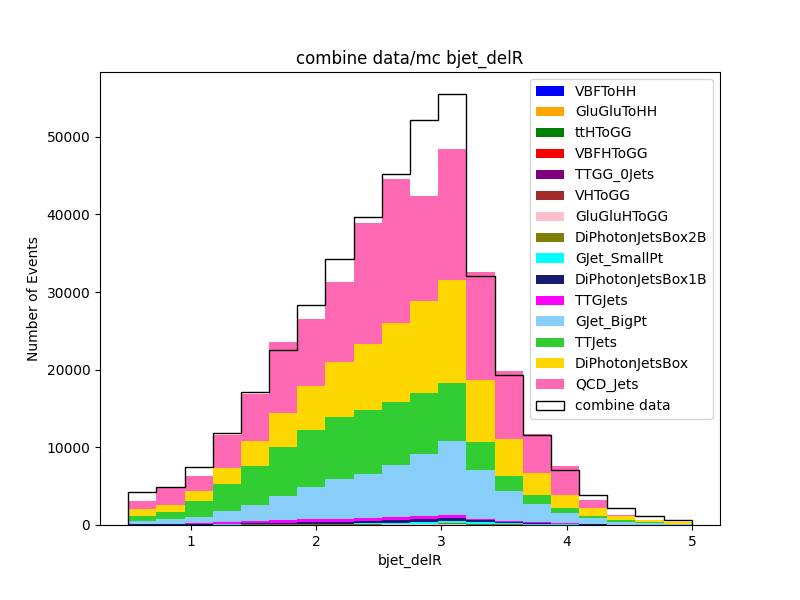 combine data/mc bjet_delR
VBFToHH
GluGluToHH
ttHToGG
VBFHToGG
TTGG_0Jets
VHToGG
GluGluHToGG
DiPhotonJetsBox2B
GJet_SmallPt
DiPhotonJetsBox1B
TTGJets
GJet_BigPt
TTJets
DiPhotonJetsBox
QCD_Jets
combine data
Number of Events
50000
40000
30000
20000
10000
0
1 2 3 4 5
bjet_delR